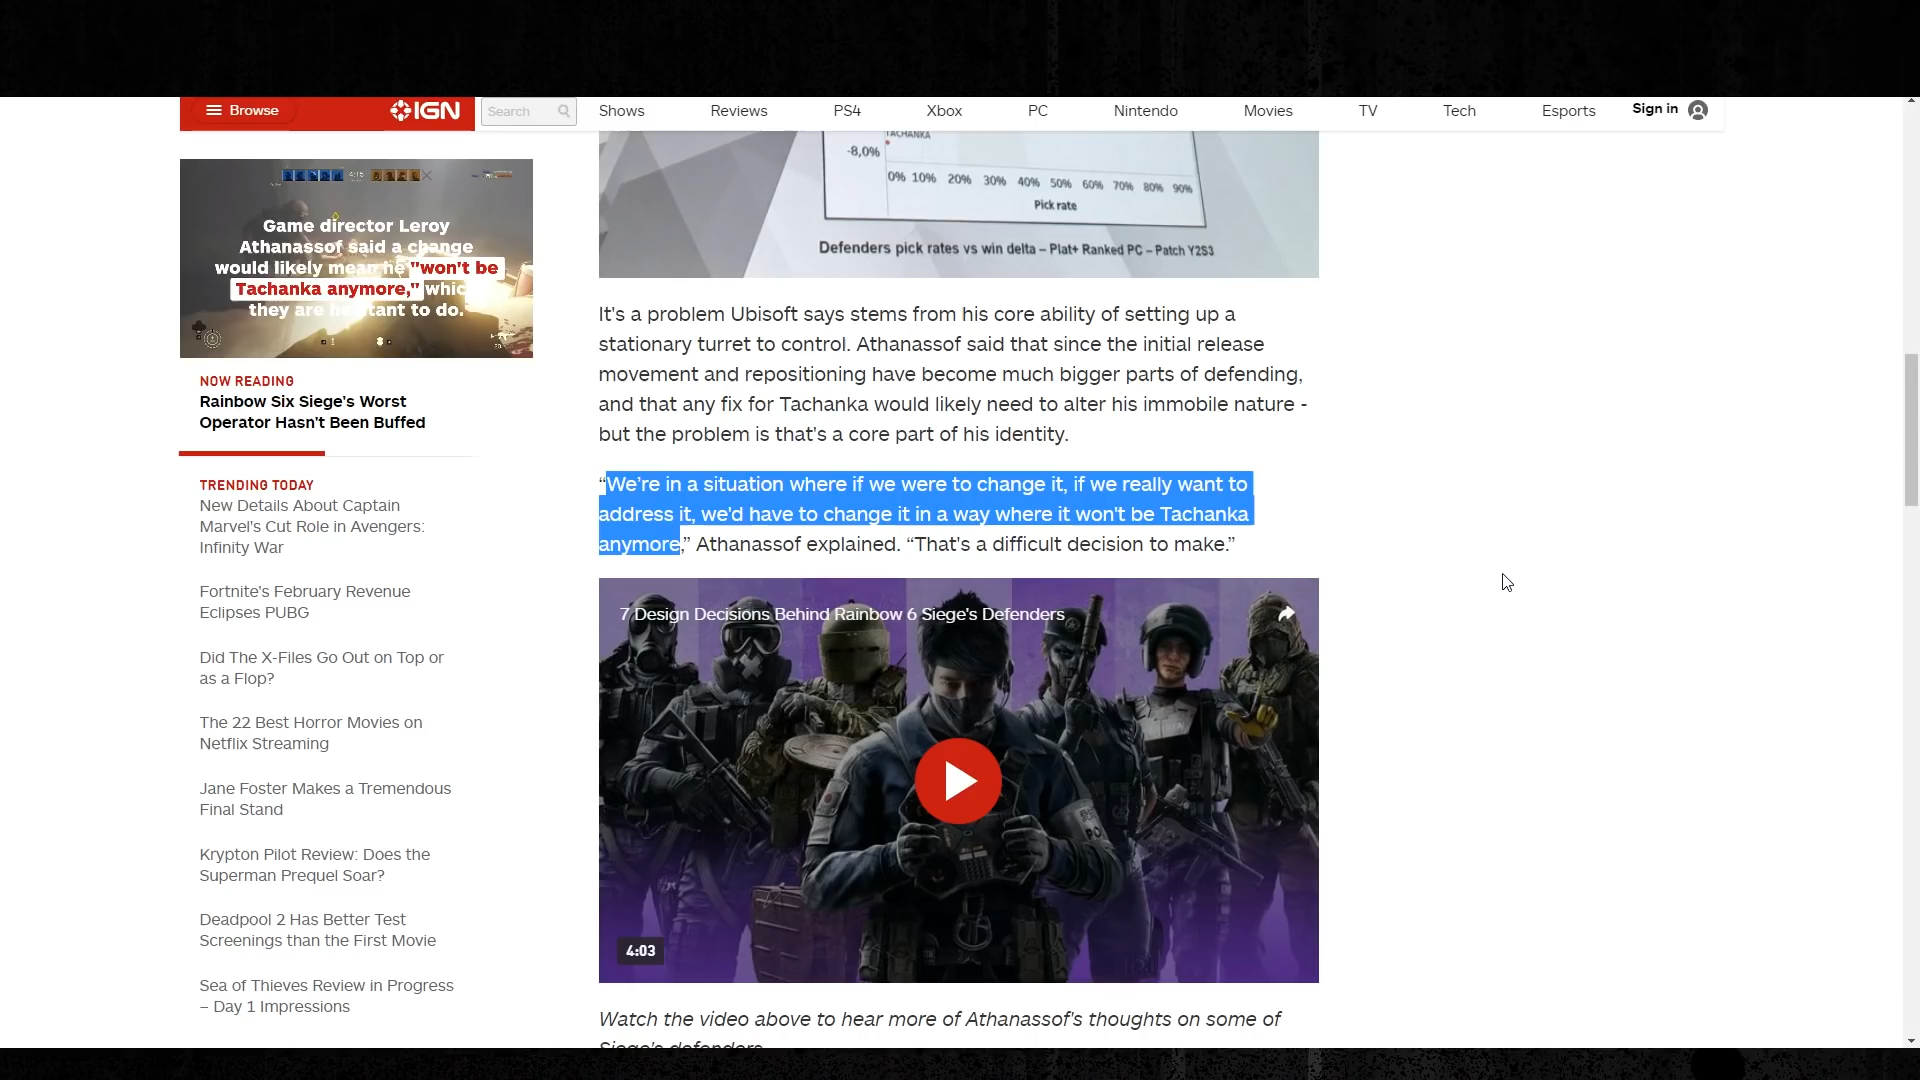 Browse
IGN
Search
Shows
Reviews
PS4
Xbox
PC
Nintendo
Movies
TV
Tech
Esports
Sign in
4:15
Game director Leroy
Athanassof said a change
would likely mean he "won't be
Tachanka anymore," whic
they are he tant to do.
NOW READING
Rainbow Six Siege's Worst
Operator Hasn't Been Buffed
TRENDING TODAY
New Details About Captain
Marvel's Cut Role in Avengers:
Infinity War
Fortnite's February Revenue
Eclipses PUBG
Did The X-Files Go Out on Top or
as a Flop?
The 22 Best Horror Movies on
Netflix Streaming
Jane Foster Makes a Tremendous
Final Stand
Krypton Pilot Review: Does the
Superman Prequel Soar?
Deadpool 2 Has Better Test
Screenings than the First Movie
Sea of Thieves Review in Progress
– Day 1 Impressions
TACHANKA
-8,0%
0% 10% 20% 30% 40% 50% 60% 70% 80% 90%
Pick rate
Defenders pick rates vs win delta – Plat+ Ranked PC – Patch Y2S3
It's a problem Ubisoft says stems from his core ability of setting up a
stationary turret to control. Athanassof said that since the initial release
movement and repositioning have become much bigger parts of defending,
and that any fix for Tachanka would likely need to alter his immobile nature -
but the problem is that's a core part of his identity.
“We’re in a situation where if we were to change it, if we really want to
address it, we'd have to change it in a way where it won't be Tachanka
anymore,” Athanassof explained. “That's a difficult decision to make.”
7 Design Decisions Behind Rainbow 6 Siege's Defenders
PO
4:03
Watch the video above to hear more of Athanassof's thoughts on some of
Siege's defenders